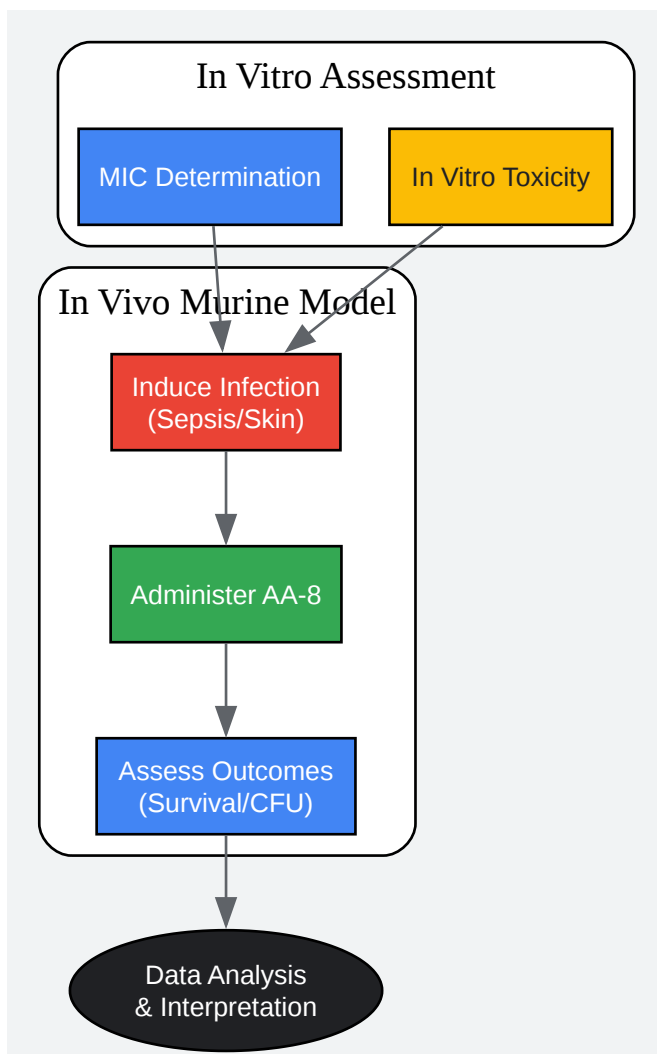 In Vitro Assessment
MIC Determination
In Vitro Toxicity
In Vivo Murine Model
Induce Infection
(Sepsis/Skin)
Administer AA-8
Assess Outcomes
(Survival/CFU)
Data Analysis
& Interpretation